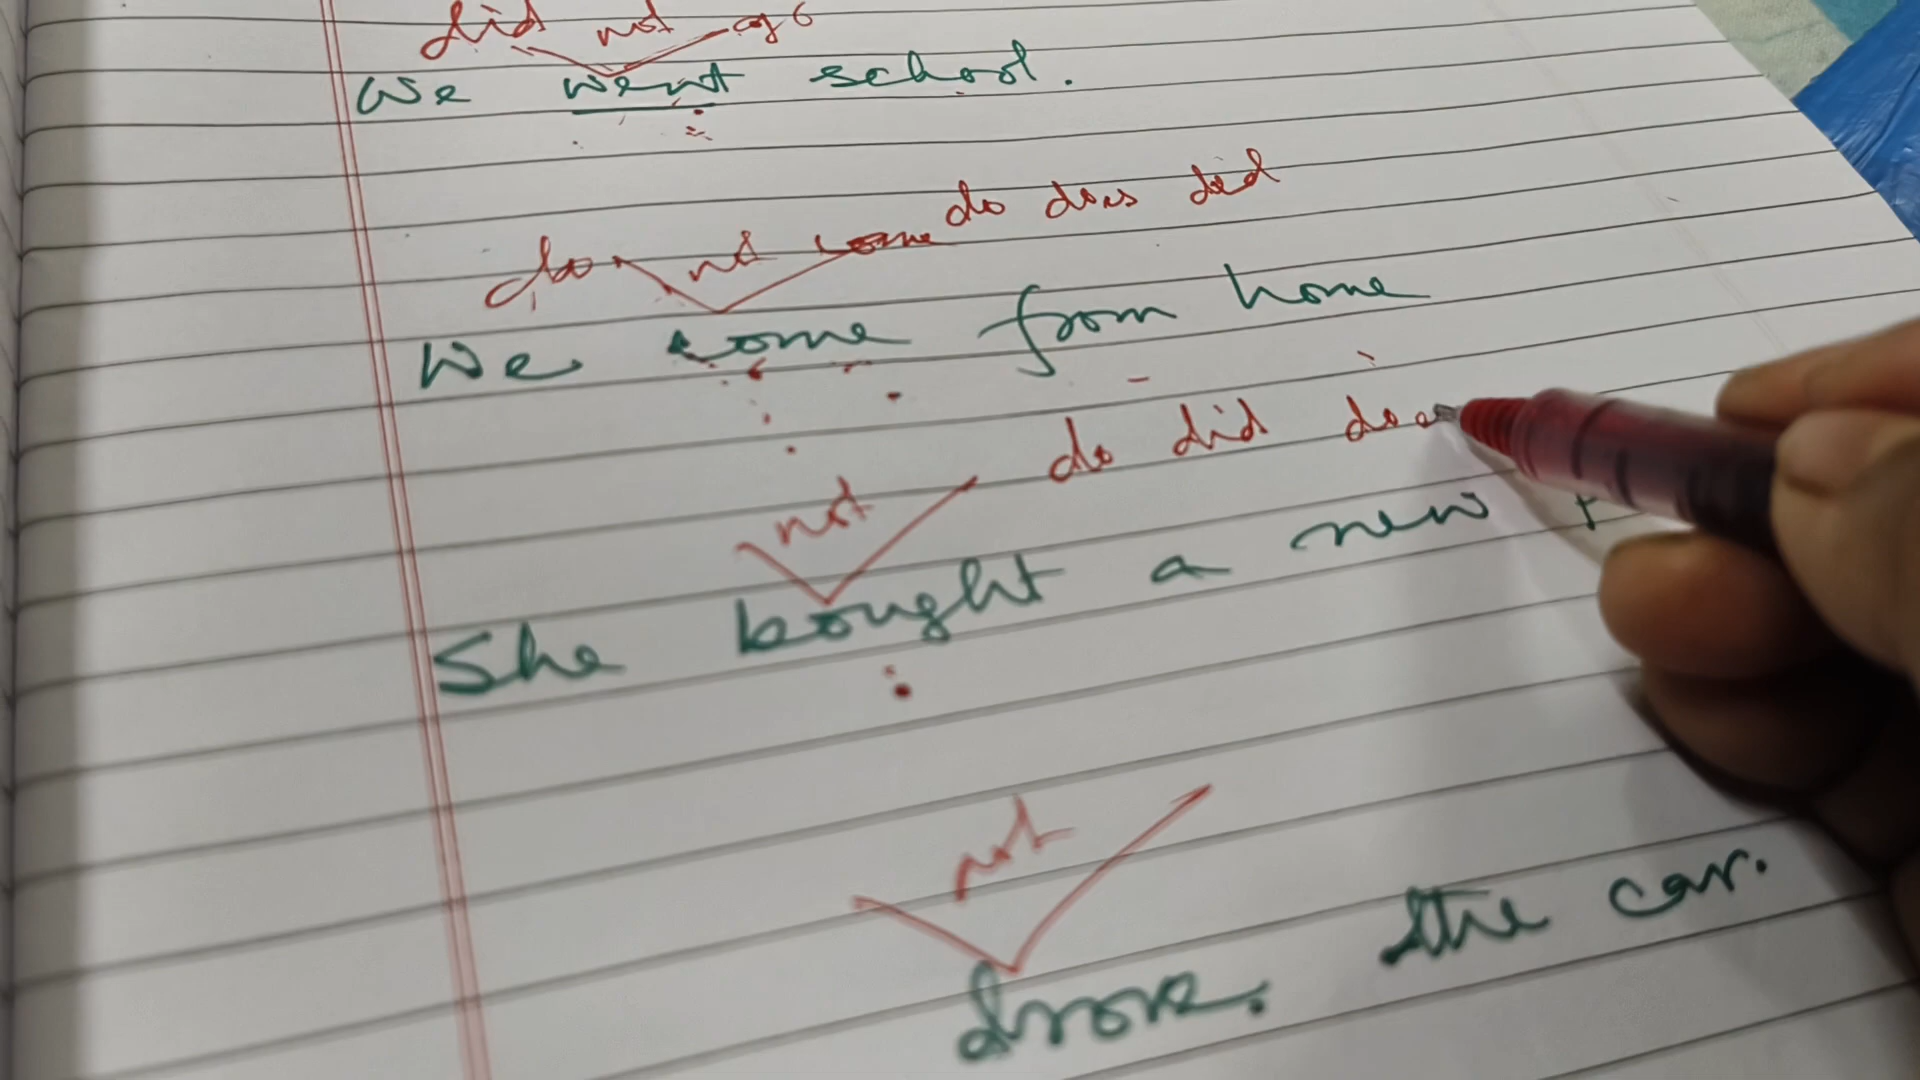 did not go
We went school.
do does did
do not come
We come from home
do did does
not
She bought a new
not
drove. the car.